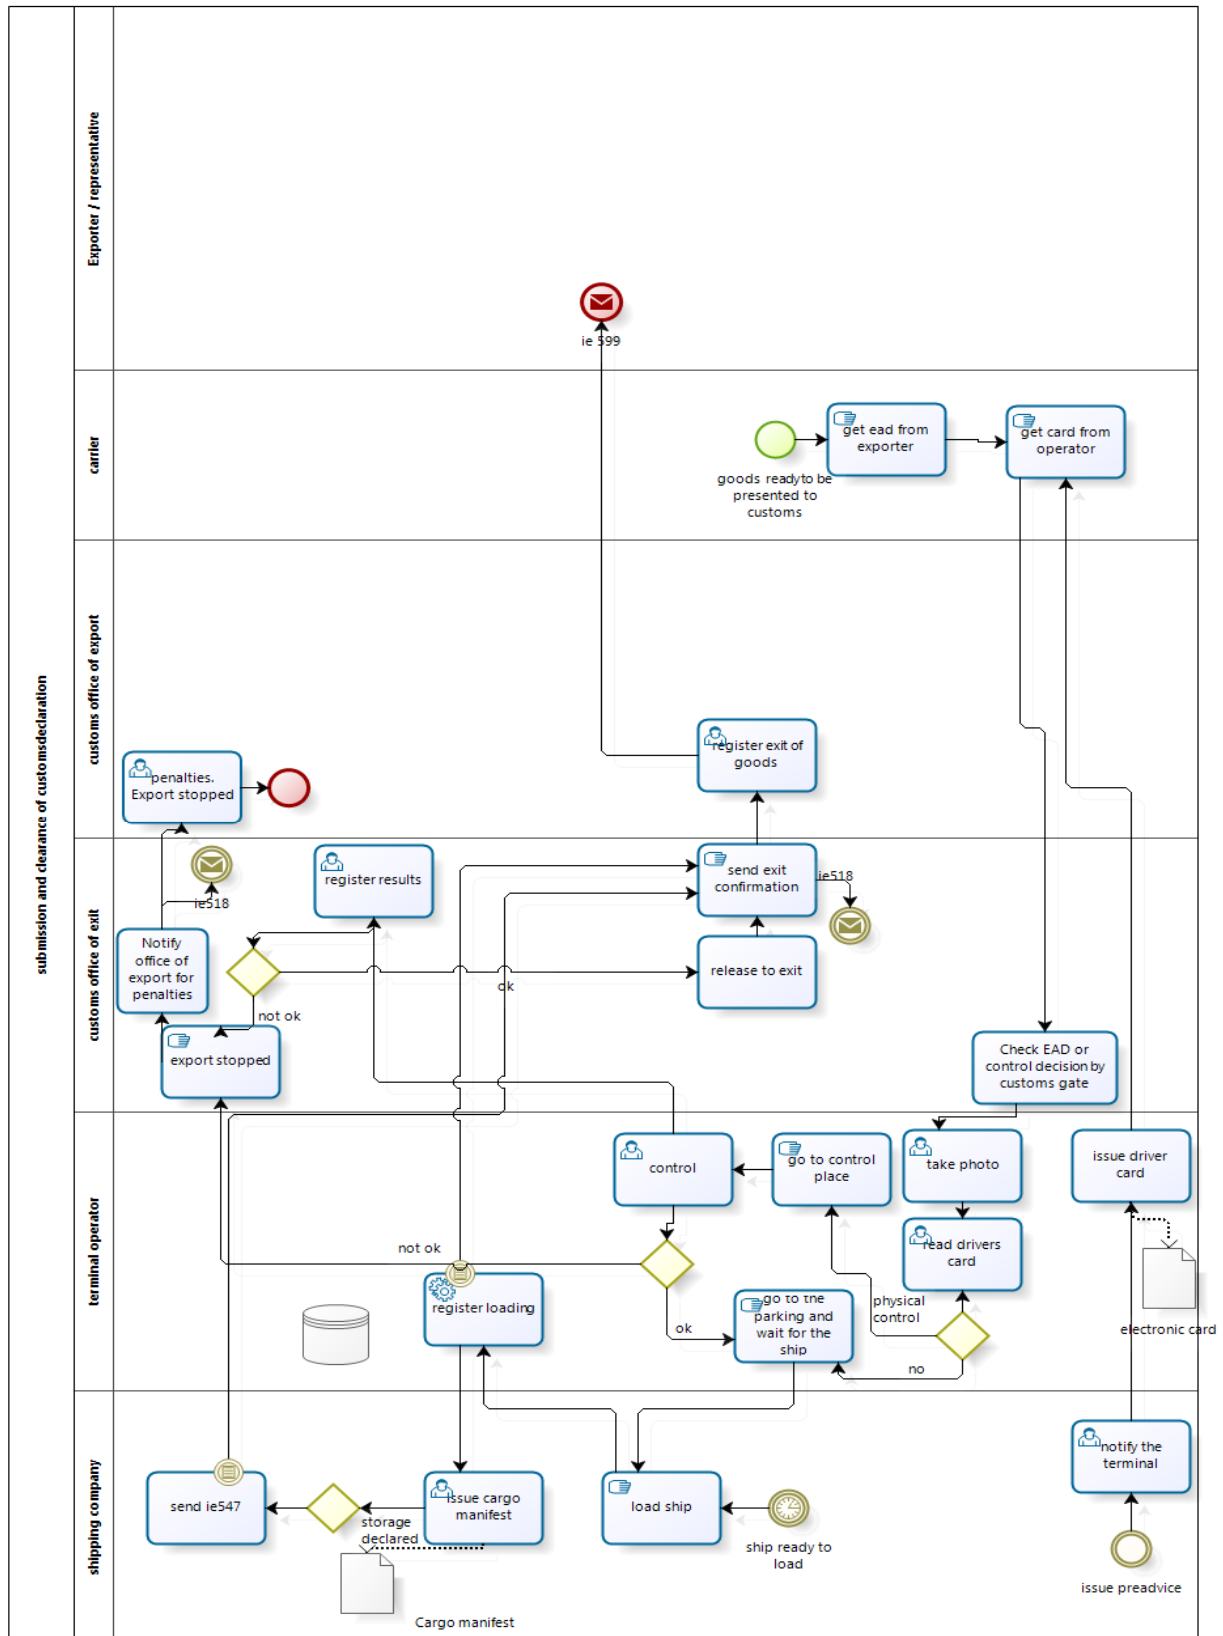 submission and clearance of customsdeclaration
Exporter / representative
ie 599
carrier
get ead from
exporter
get card from
operator
goods readyto be
presented to
customs
customs office of export
register exit of
goods
penalties.
Export stopped
customs office of exit
ie518
register results
send exit
confirmation
ie518
Notify
office of
export for
penalties
release to exit
ok
not ok
export stopped
Check EAD or
control decision by
customs gate
terminal operator
control
go to control
place
take photo
issue driver
card
not ok
read drivers
card
register loading
go to the
parking and
wait for the
ship
physical
control
ok
no
electronic card
shipping company
notify the
terminal
send ie547
storage
declared
issue cargo
manifest
load ship
ship ready to
load
issue preadvice
Cargo manifest